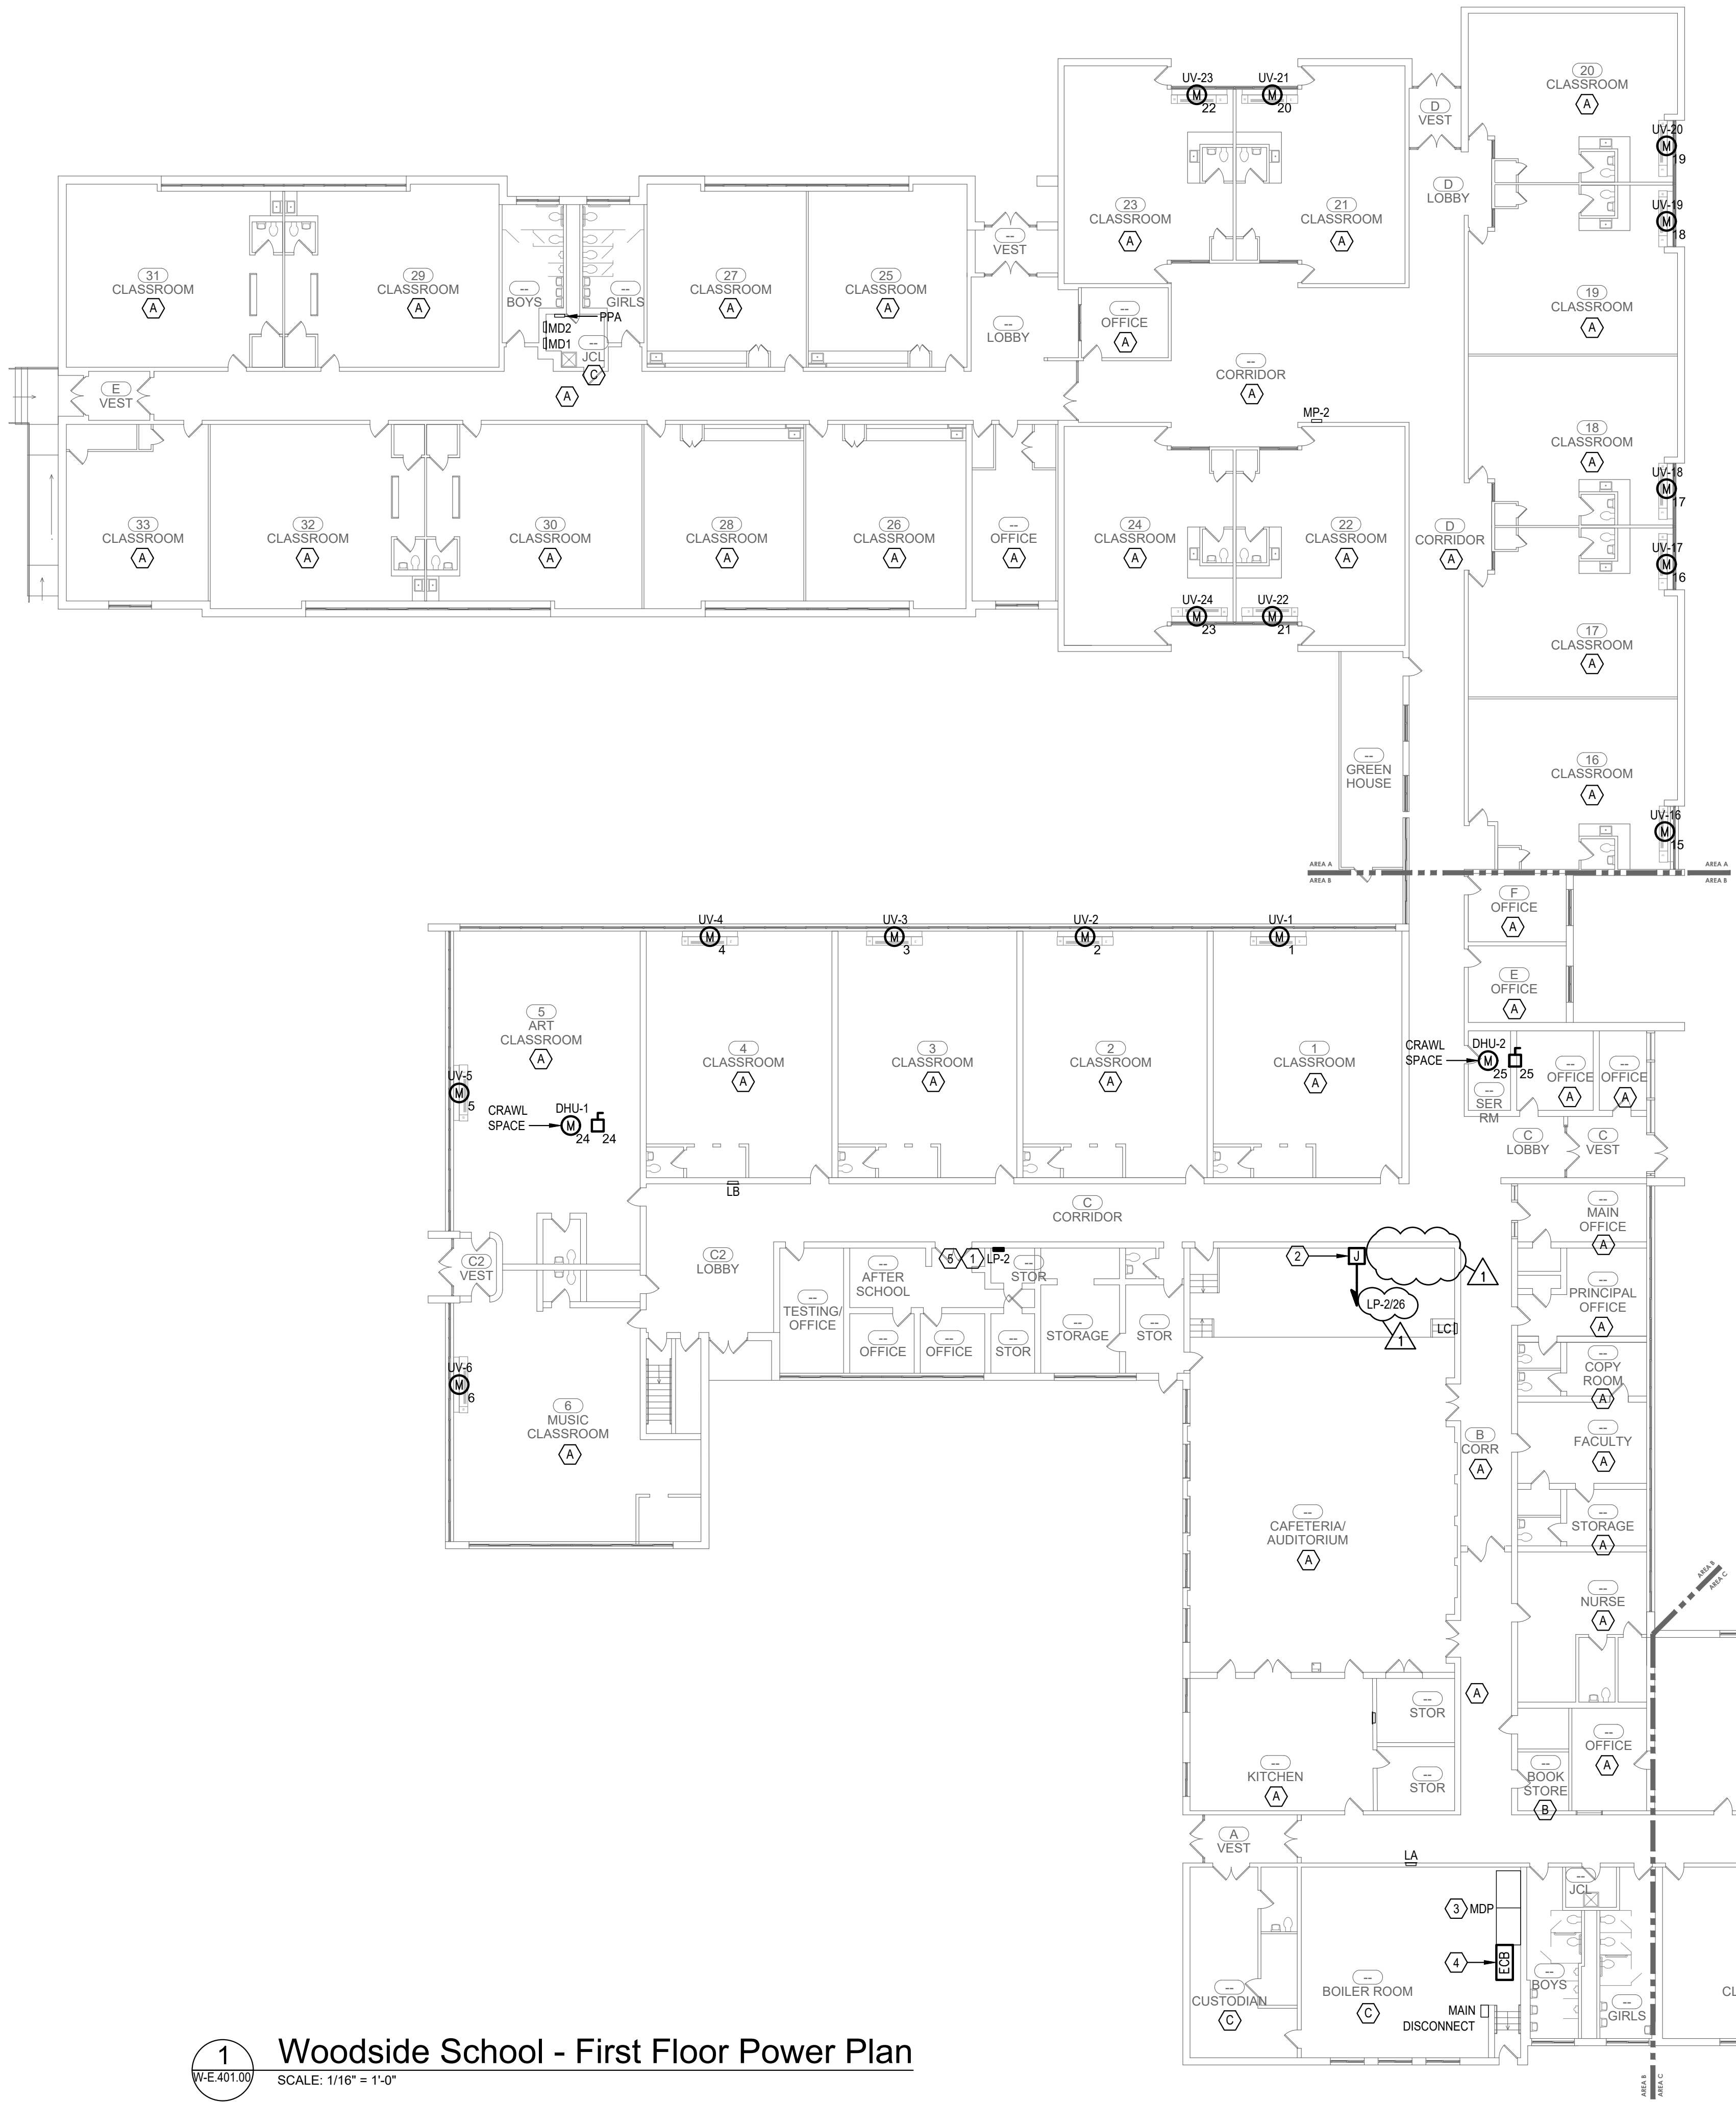 20
CLASSROOM
A
UV-20
M
19
UV-23
M
22
UV-21
M
20
D
VEST
D
LOBBY
UV-19
M
18
23
CLASSROOM
A
21
CLASSROOM
A
--
VEST
31
CLASSROOM
A
29
CLASSROOM
A
--
BOYS
--
GIRLS
PPA
MD2
MD1
--
JCL
C
27
CLASSROOM
A
25
CLASSROOM
A
--
LOBBY
--
OFFICE
A
19
CLASSROOM
A
E
VEST
A
--
CORRIDOR
A
MP-2
18
CLASSROOM
A
UV-18
M
17
33
CLASSROOM
A
32
CLASSROOM
A
30
CLASSROOM
A
28
CLASSROOM
A
26
CLASSROOM
A
--
OFFICE
A
24
CLASSROOM
A
22
CLASSROOM
A
D
CORRIDOR
A
UV-17
M
16
UV-24
M
23
UV-22
M
21
17
CLASSROOM
A
--
GREEN
HOUSE
16
CLASSROOM
A
UV-16
M
15
AREA A
AREA B
AREA A
AREA B
F
OFFICE
A
UV-4
M
4
UV-3
M
3
UV-2
M
2
UV-1
M
1
E
OFFICE
A
5
ART
CLASSROOM
A
4
CLASSROOM
A
3
CLASSROOM
A
2
CLASSROOM
A
1
CLASSROOM
A
CRAWL
SPACE
DHU-2
M
25
25
--
SER
RM
--
OFFICE
A
--
OFFICE
A
UV-5
M
5
CRAWL
SPACE
DHU-1
M
24
24
C
LOBBY
C
VEST
LB
C
CORRIDOR
--
MAIN
OFFICE
A
C2
VEST
C2
LOBBY
--
AFTER
SCHOOL
5
1
LP-2
--
STOR
2
J
1
LP-2/26
1
LC
--
PRINCIPAL
OFFICE
A
--
TESTING/
OFFICE
--
OFFICE
--
OFFICE
--
STOR
--
STORAGE
--
STOR
--
COPY
ROOM
A
UV-6
M
6
6
MUSIC
CLASSROOM
A
B
CORR
A
--
FACULTY
A
--
CAFETERIA/
AUDITORIUM
A
--
STORAGE
A
--
NURSE
A
AREA B
AREA C
A
--
STOR
--
OFFICE
A
--
KITCHEN
A
--
STOR
--
BOOK
STORE
B
A
VEST
LA
--
JCL
3
MDP
4
ECB
--
CUSTODIAN
C
--
BOILER ROOM
C
--
BOYS
--
GIRLS
CL
MAIN
DISCONNECT
AREA B
AREA C
1
W-E.401.00
Woodside School - First Floor Power Plan
SCALE: 1/16" = 1'-0"